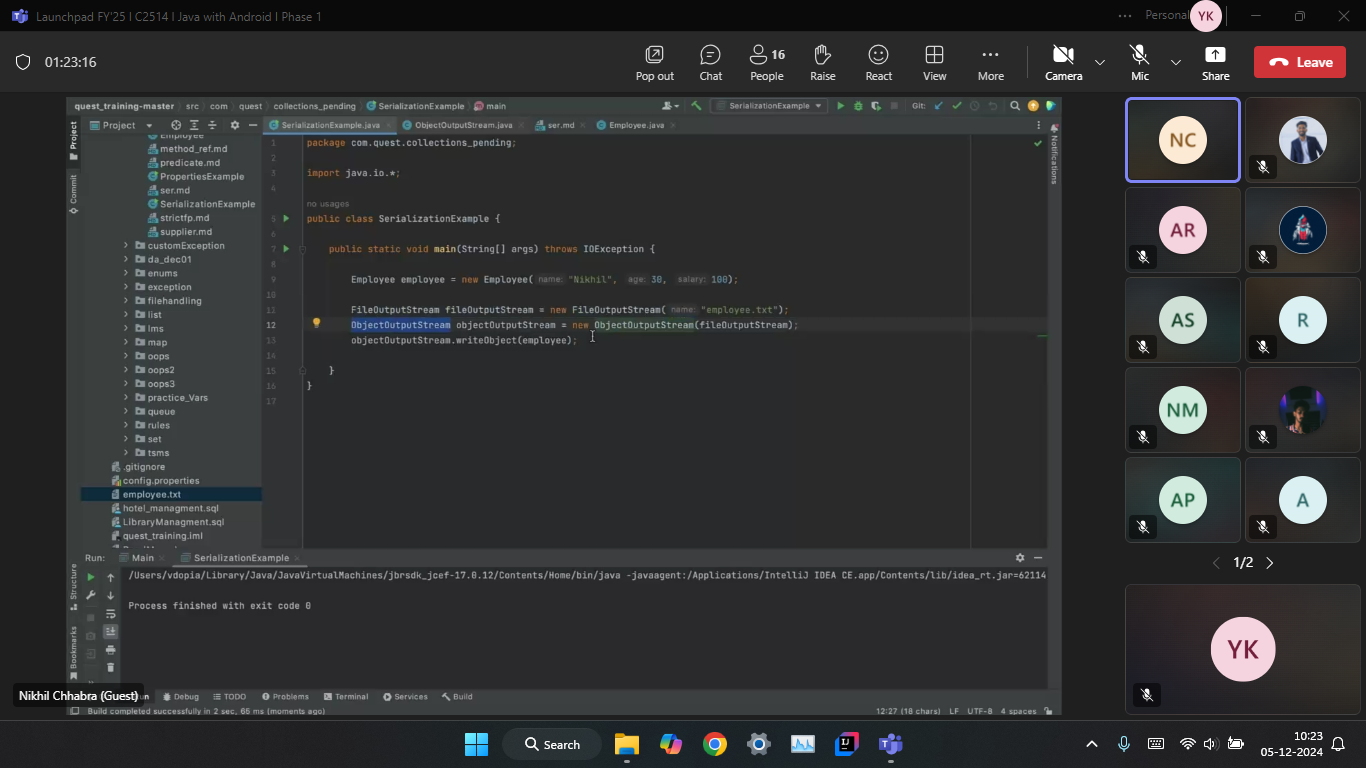 Launchpad FY'25 | C2514 | Java with Android | Phase 1
Personal
YK
01:23:16
Pop out
Chat
16
People
Raise
React
View
More
Camera
Mic
Share
Leave
quest_training-master
src
com
quest
collections_pending
SerializationExample
main
SerializationExample
Git:
Project
SerializationExample.java
ObjectOutputStream.java
ser.md
Employee.java
Project
Commit
Structure
Bookmarks
Notifications
Employee
method_ref.md
predicate.md
PropertiesExample
ser.md
SerializationExample
strictfp.md
supplier.md
customException
da_dec01
enums
exception
filehandling
list
lms
map
oops
oops2
oops3
practice_Vars
queue
rules
set
tsms
.gitignore
config.properties
employee.txt
hotel_managment.sql
LibraryManagment.sql
quest_training.iml
1 package com.quest.collections_pending;
2
3 import java.io.*;
4
no usages
5 public class SerializationExample {
6
7 public static void main(String[] args) throws IOException {
8
9 Employee employee = new Employee( name: "Nikhil", age: 30, salary: 100);
10
11 FileOutputStream fileOutputStream = new FileOutputStream( name: "employee.txt");
12 ObjectOutputStream objectOutputStream = new ObjectOutputStream(fileOutputStream);
13 objectOutputStream.writeObject(employee);
14
15 }
16 }
17
Run:
Main
SerializationExample
/Users/vdopia/Library/Java/JavaVirtualMachines/jbrsdk_jcef-17.0.12/Contents/Home/bin/java -javaagent:/Applications/IntelliJ IDEA CE.app/Contents/lib/idea_rt.jar=62114
Process finished with exit code 0
Nikhil Chhabra (Guest)
Debug
TODO
Problems
Terminal
Services
Build
Build completed successfully in 2 sec, 65 ms (moments ago)
12:27 (18 chars)
LF
UTF-8
4 spaces
NC
AR
AS
R
NM
AP
A
1/2
YK
Search
10:23
05-12-2024